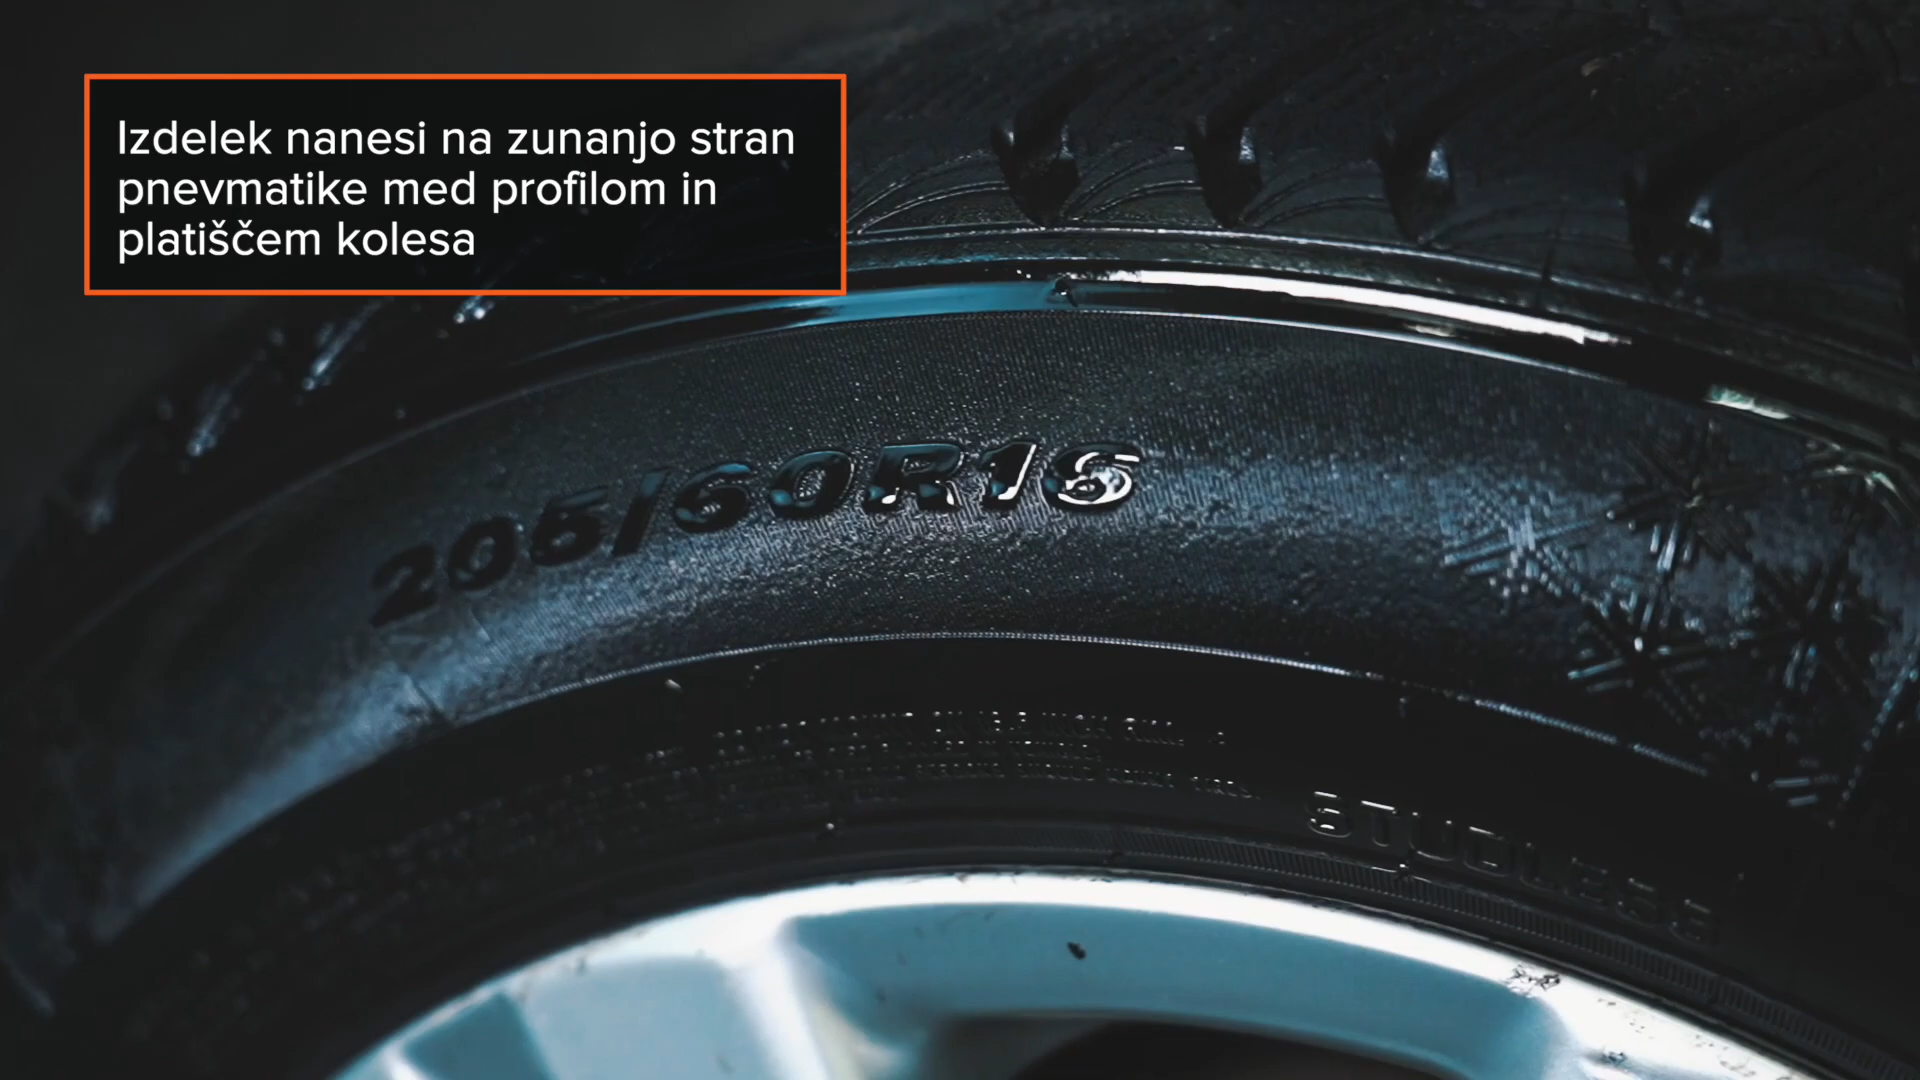 Izdelek nanesi na zunanjo stran
pnevmatike med profilom in
platiščem kolesa
205/60R16
STUDLESS